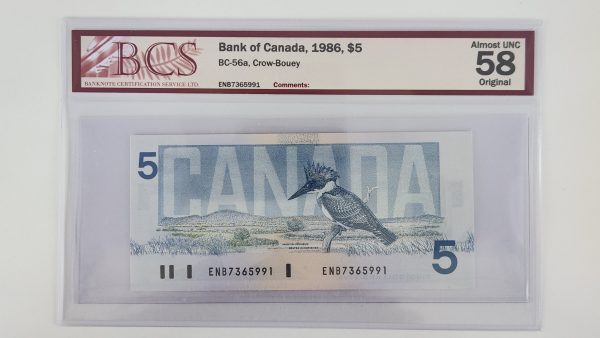 BCS
BANKNOTE CERTIFICATION SERVICE LTD.
Bank of Canada, 1986, $5
BC-56a, Crow-Bouey
ENB7365991 Comments:
Almost UNC
58
Original
5 CANADA
5
ENB7365991 ENB7365991